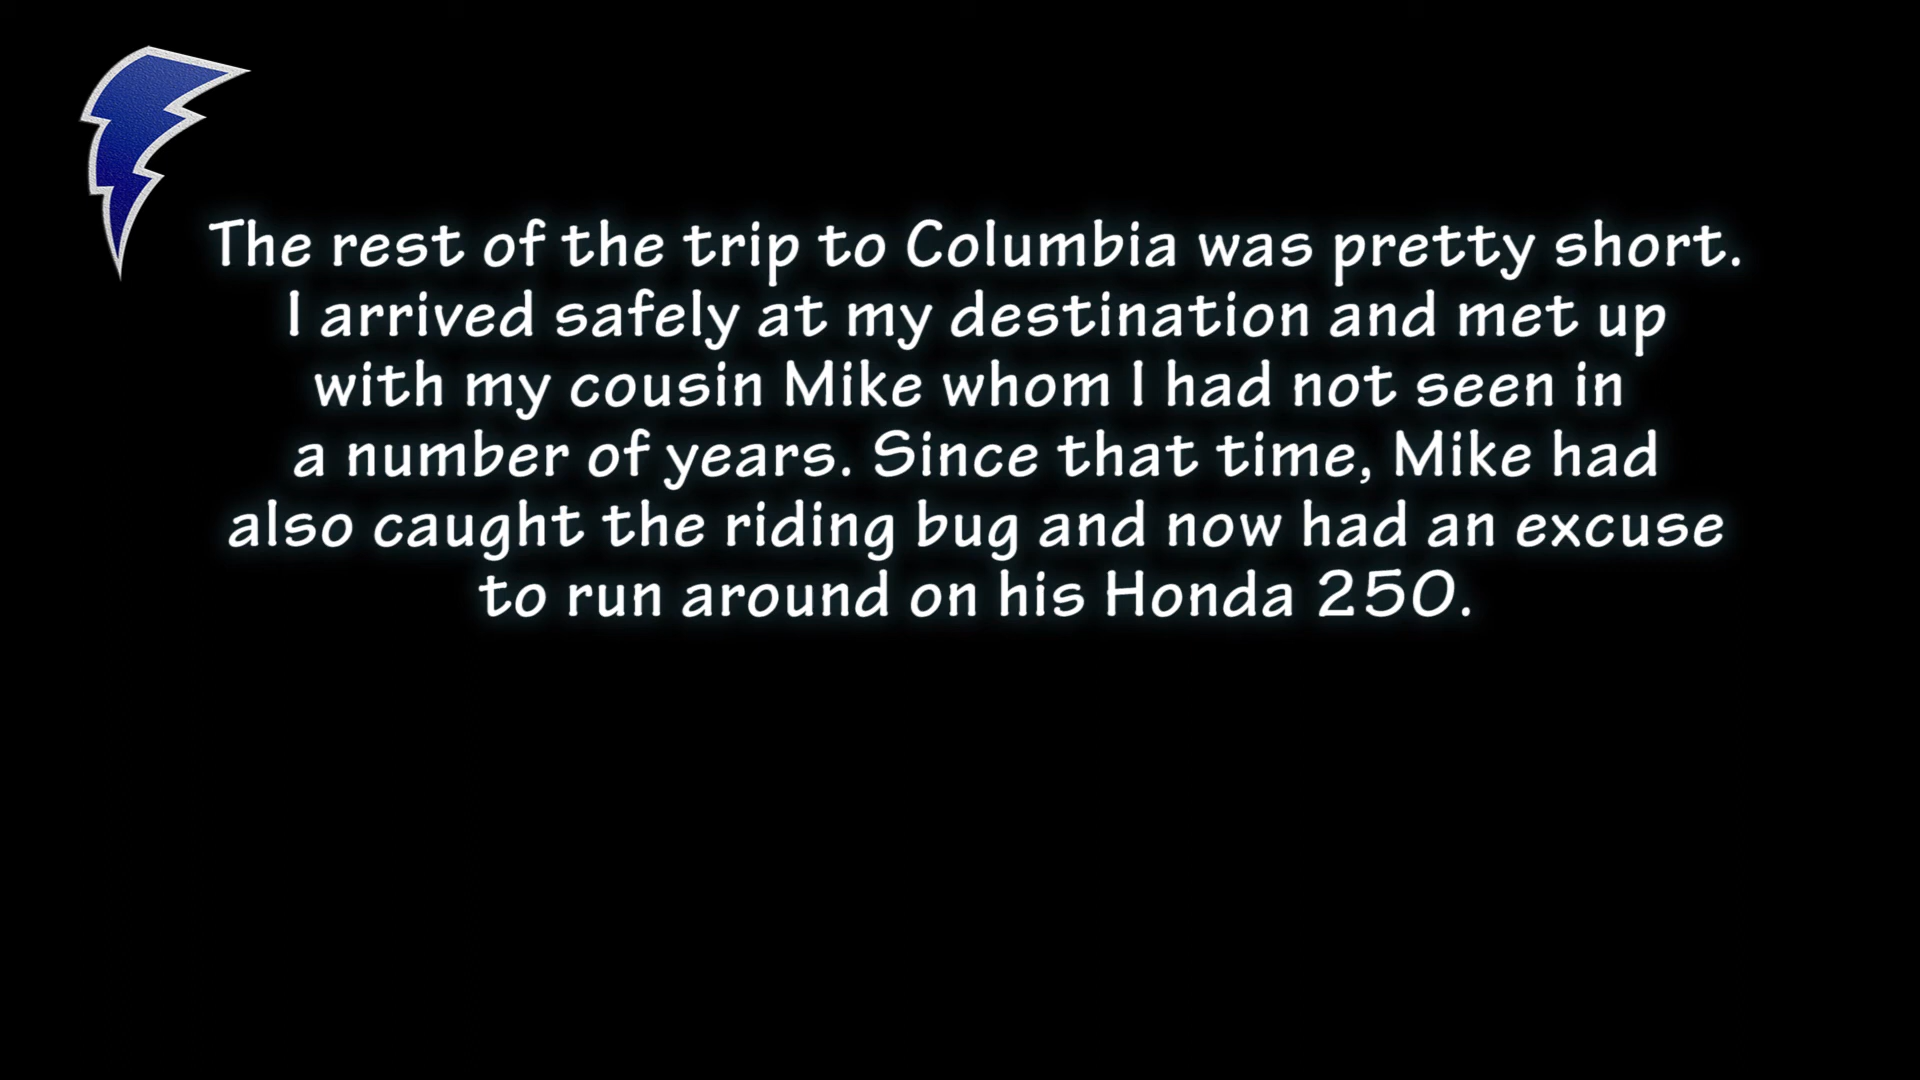 The rest of the trip to Columbia was pretty short.
I arrived safely at my destination and met up
with my cousin Mike whom I had not seen in
a number of years. Since that time, Mike had
also caught the riding bug and now had an excuse
to run around on his Honda 250.